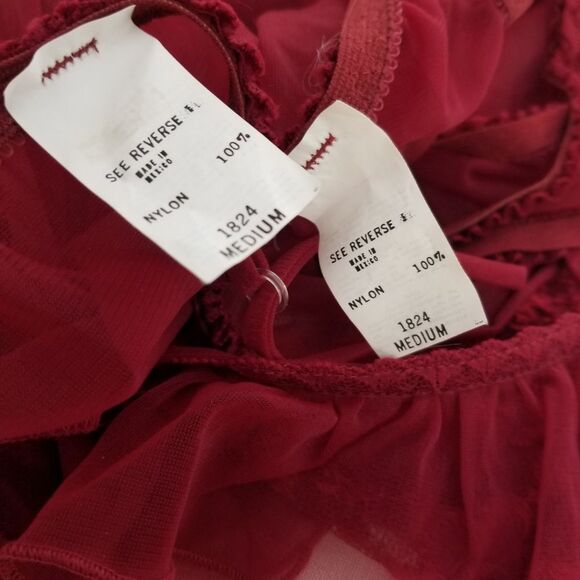 SEE REVERSE
MADE IN
MEXICO
100%
NYLON
1824
MEDIUM
SEE REVERSE
MADE IN
MEXICO
100%
NYLON
1824
MEDIUM